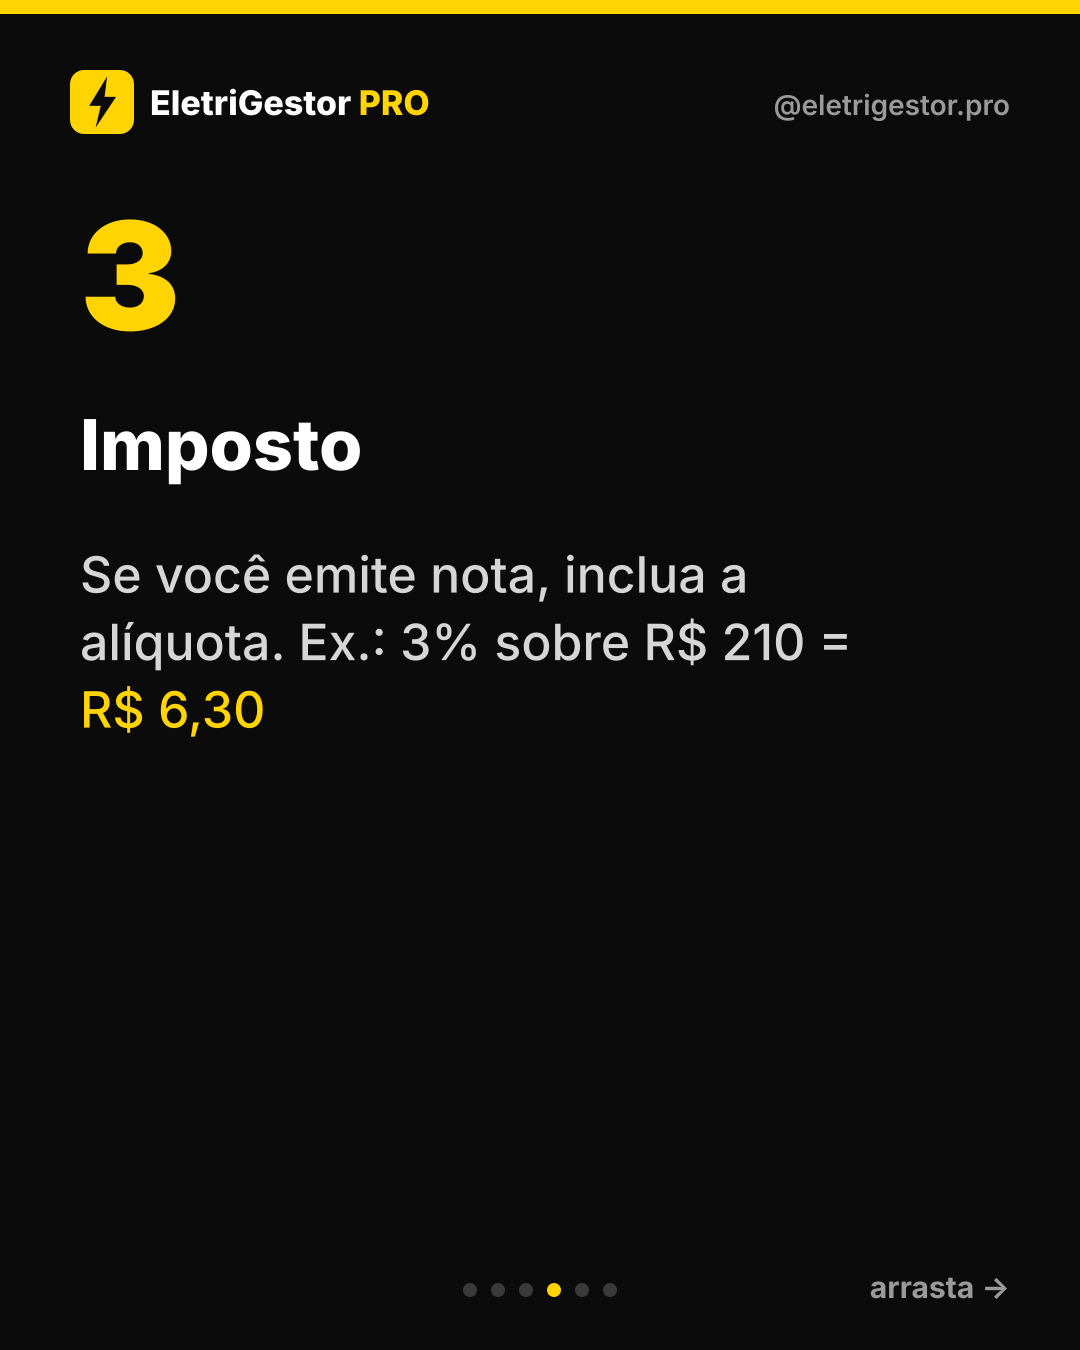 EletriGestor PRO
@eletrigestor.pro
3
Imposto
Se você emite nota, inclua a
alíquota. Ex.: 3% sobre R$ 210 =
R$ 6,30
arrasta →